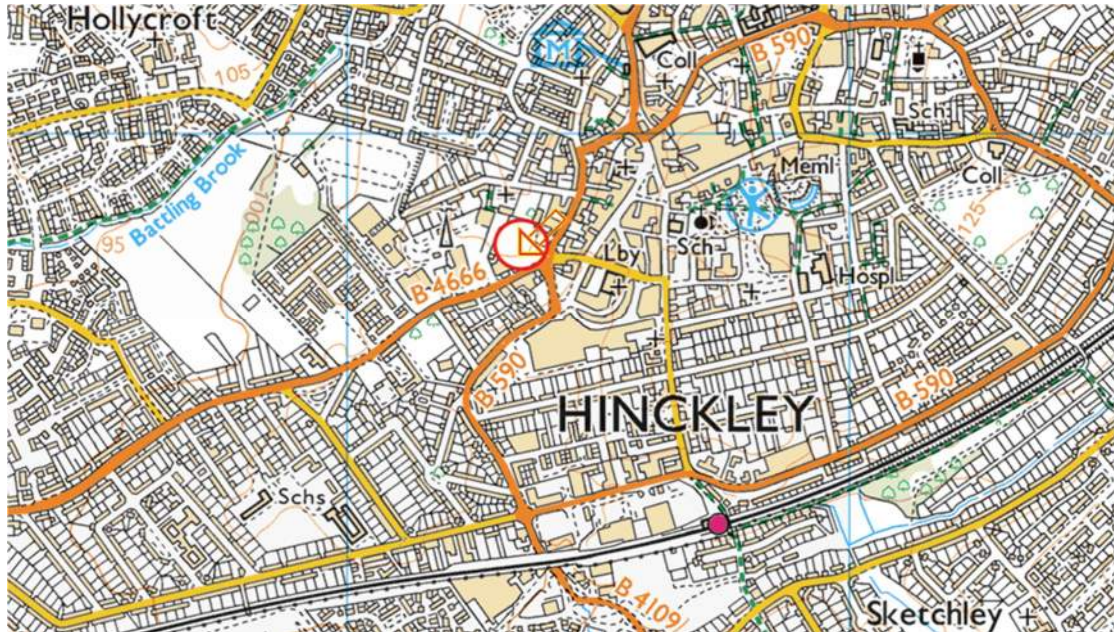 Hollycroft
105
M
Coll
B 590
Sch
Battling Brook
100
95
Meml
Coll
125
Sch
Lby
Hospl
B 4666
B 590
HINCKLEY
B 590
Schs
B 4109
Sketchley